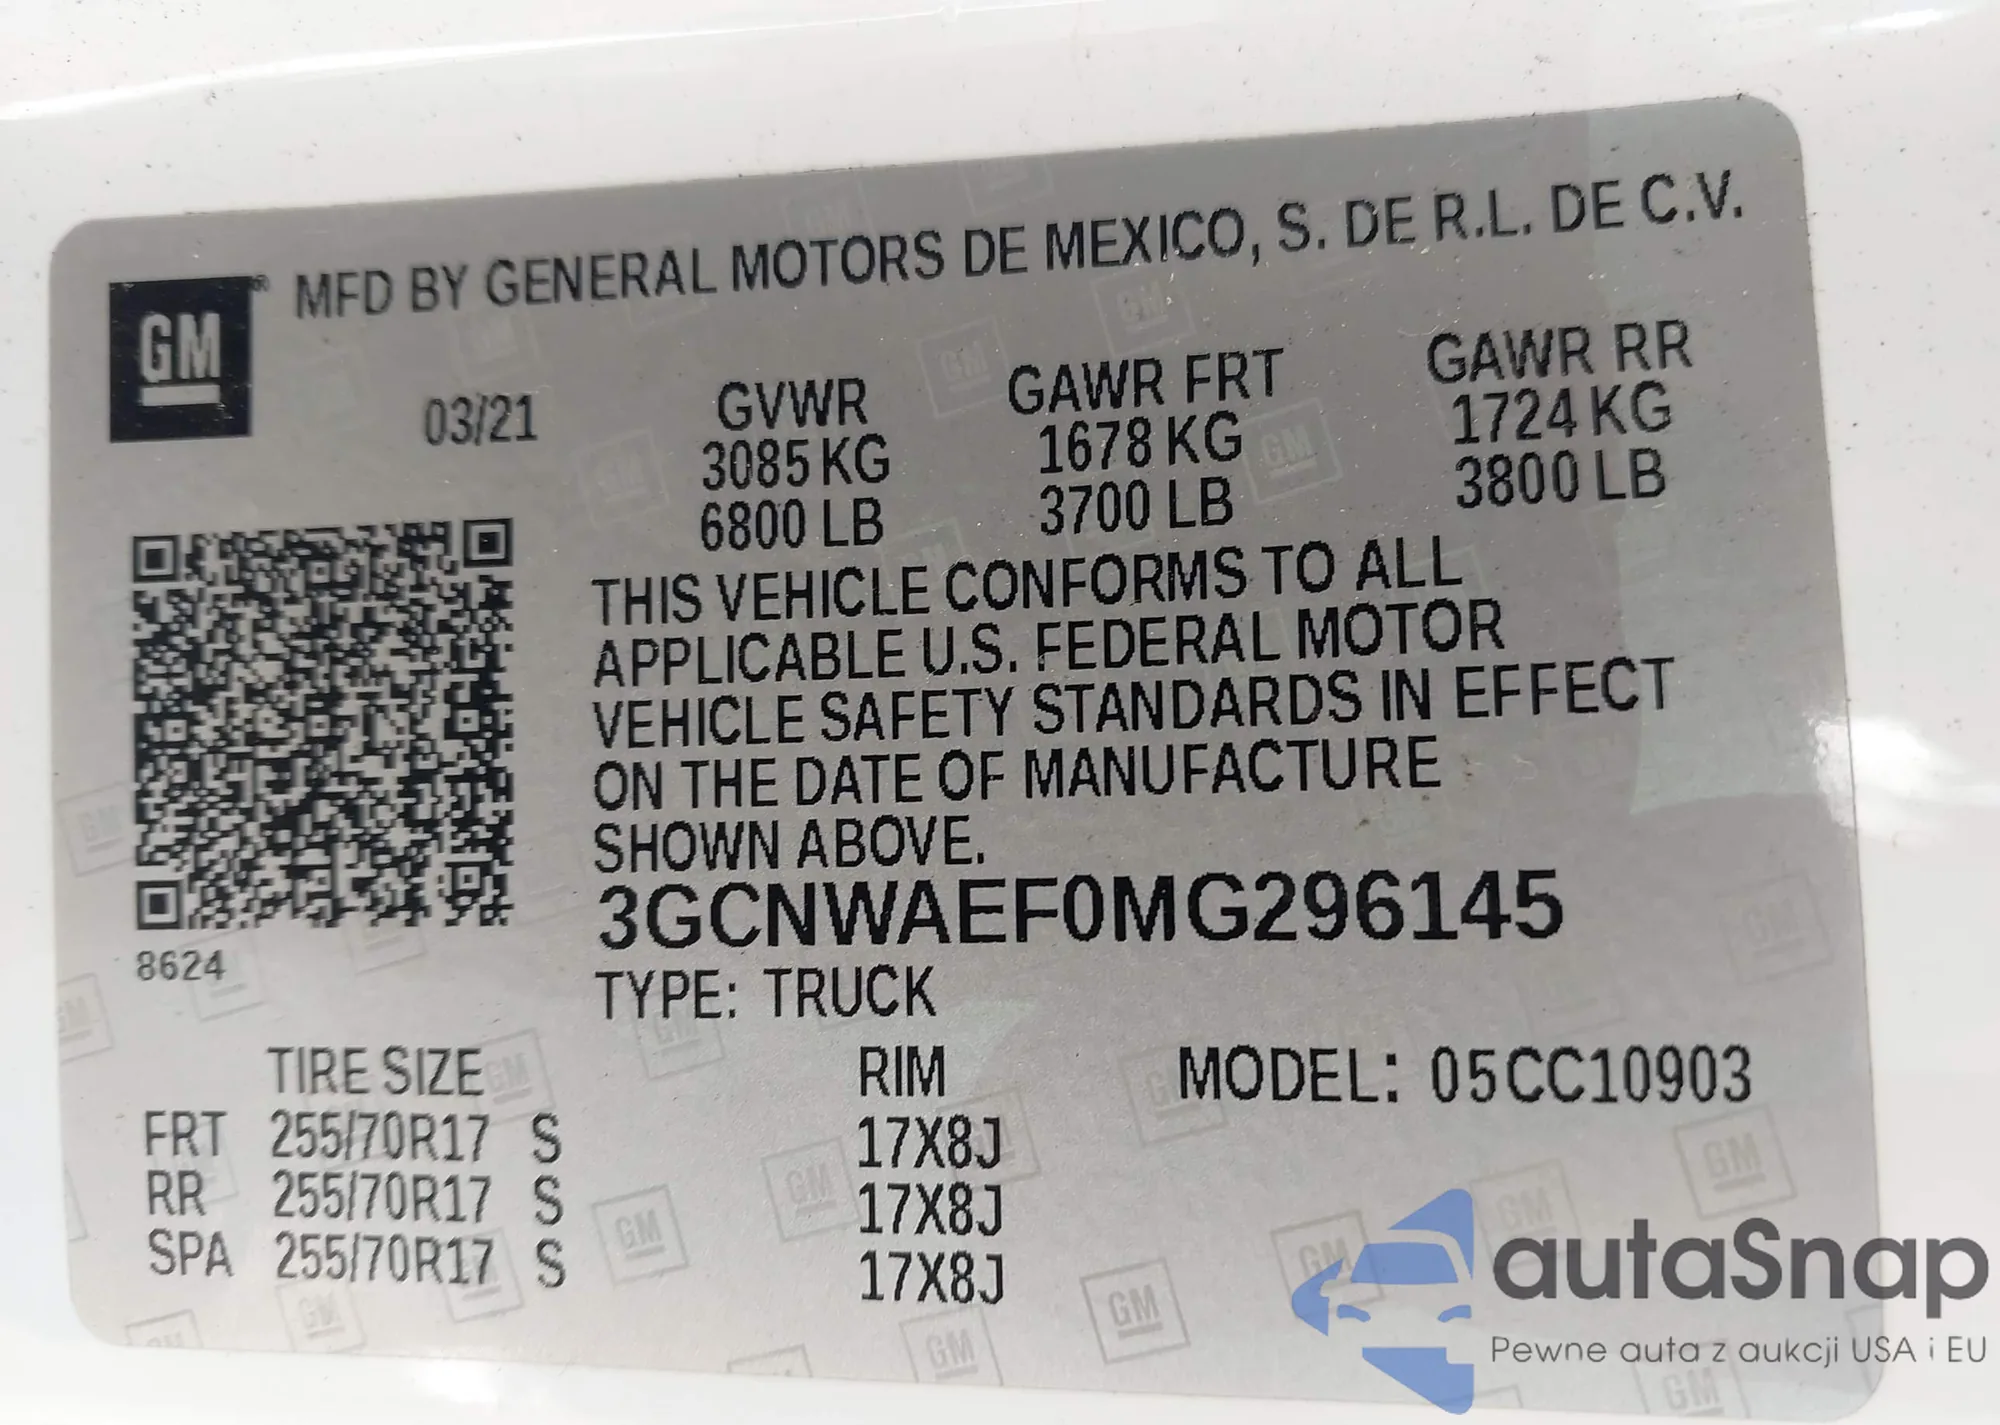 MFD BY GENERAL MOTORS DE MEXICO, S. DE R.L. DE C.V.
GM
®
03/21
GVWR GAWR FRT GAWR RR
3085 KG 1678 KG 1724 KG
6800 LB 3700 LB 3800 LB
THIS VEHICLE CONFORMS TO ALL
APPLICABLE U.S. FEDERAL MOTOR
VEHICLE SAFETY STANDARDS IN EFFECT
ON THE DATE OF MANUFACTURE
SHOWN ABOVE.
3GCNWAEF0MG296145
8624
TYPE: TRUCK
TIRE SIZE RIM MODEL: 05CC10903
FRT 255/70R17 S 17X8J
RR 255/70R17 S 17X8J
SPA 255/70R17 S 17X8J
autaSnap
Pewne auta z aukcji USA i EU